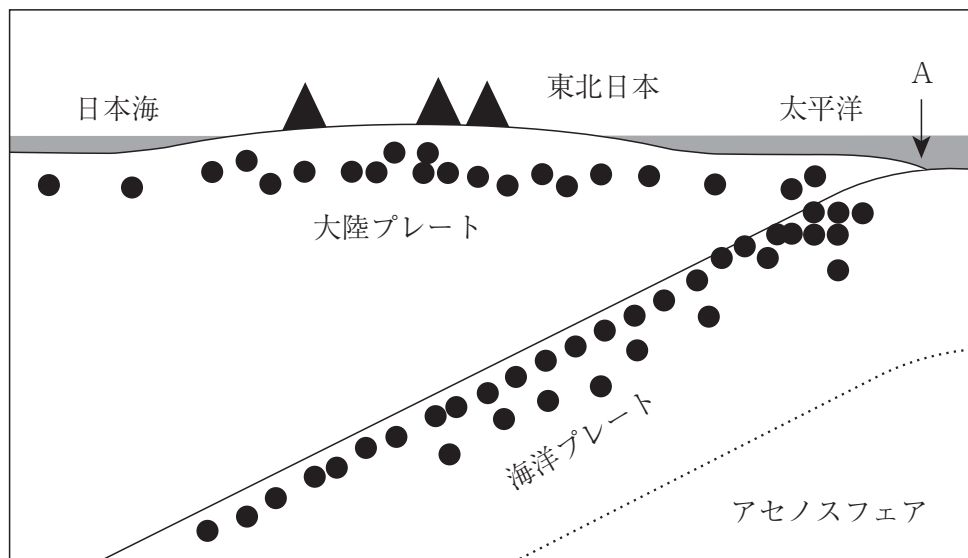 日本海
東北日本
太平洋
A
大陸プレート
海洋プレート
アセノスフェア